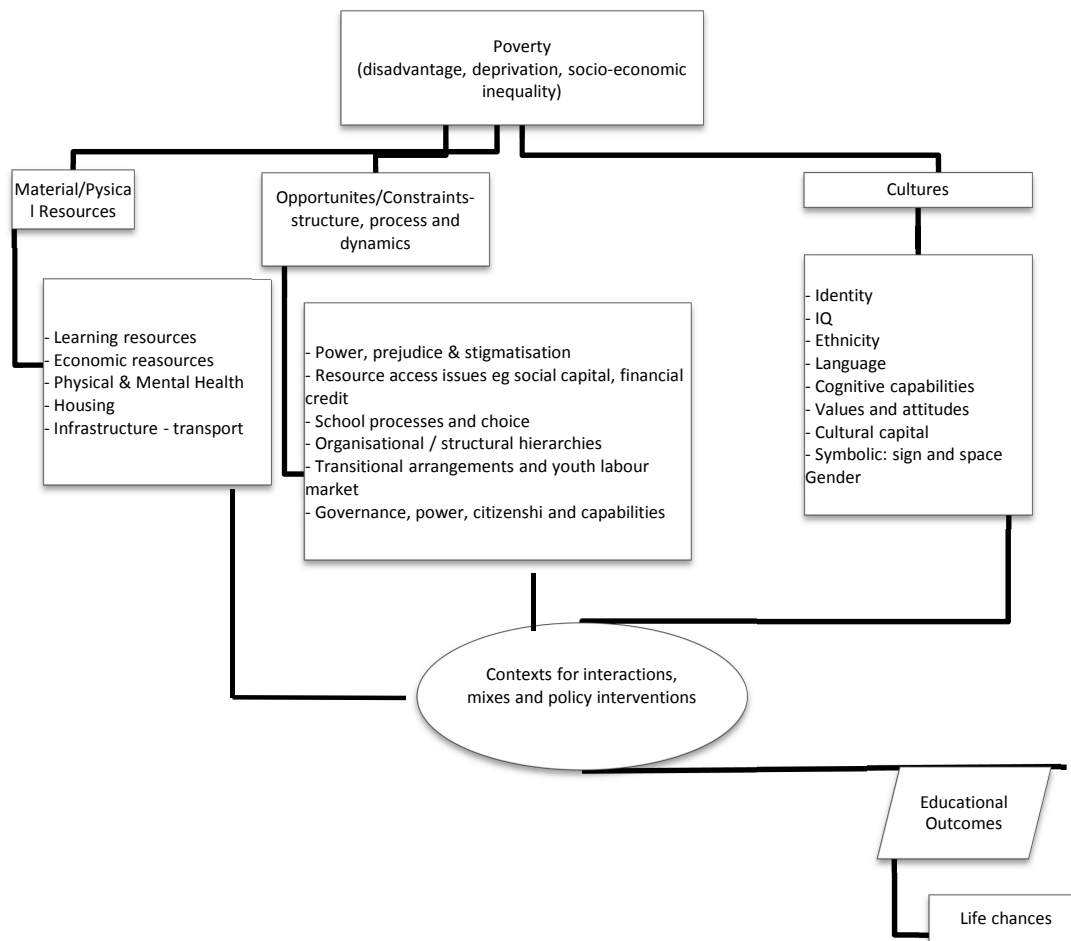 Poverty
(disadvantage, deprivation, socio-economic
inequality)
Material/Pysica
l Resources
Opportunites/Constraints-
structure, process and
dynamics
Cultures
- Learning resources
- Economic reasources
- Physical & Mental Health
- Housing
- Infrastructure - transport
- Power, prejudice & stigmatisation
- Resource access issues eg social capital, financial
credit
- School processes and choice
- Organisational / structural hierarchies
- Transitional arrangements and youth labour
market
- Governance, power, citizenshi and capabilities
- Identity
- IQ
- Ethnicity
- Language
- Cognitive capabilities
- Values and attitudes
- Cultural capital
- Symbolic: sign and space
Gender
Contexts for interactions,
mixes and policy interventions
Educational
Outcomes
Life chances